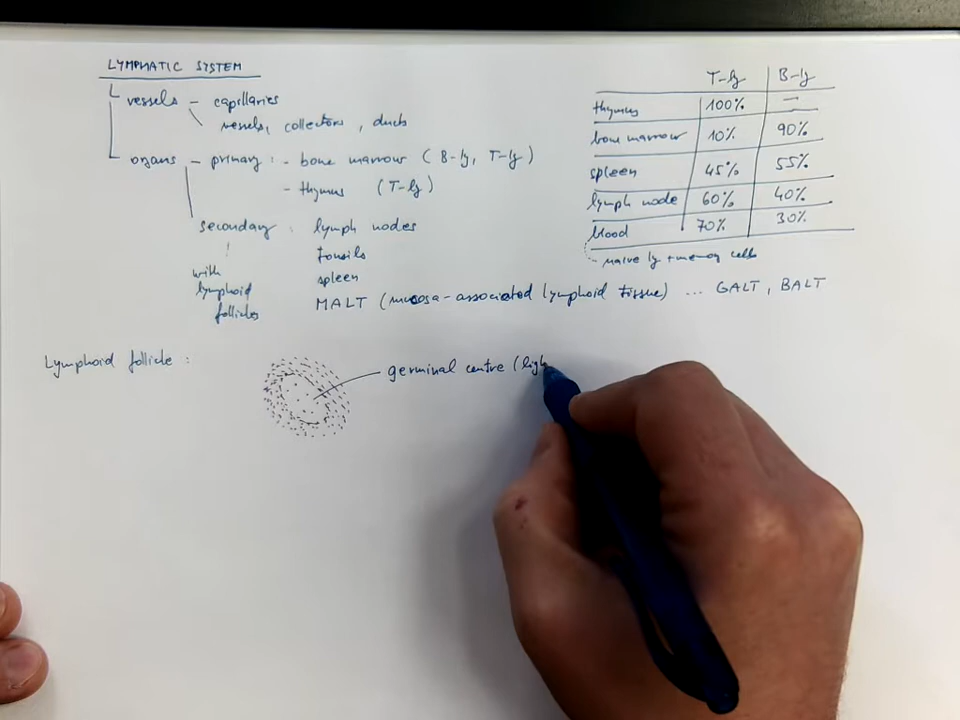 LYMPHATIC SYSTEM
vessels - capillaries
vessels, collectors, ducts
organs - primary : - bone marrow (B-ly, T-ly)
- thymus (T-ly)
secondary : lymph nodes
tonsils
with spleen
lymphoid MALT (mucosa-associated lymphoid tissue) ... GALT, BALT
follicles
T-ly B-ly
thymus 100% —
bone marrow 10% 90%
spleen 45% 55%
lymph node 60% 40%
blood 70% 30%
naive ly + memory cells
Lymphoid follicle :
germinal centre (ligh